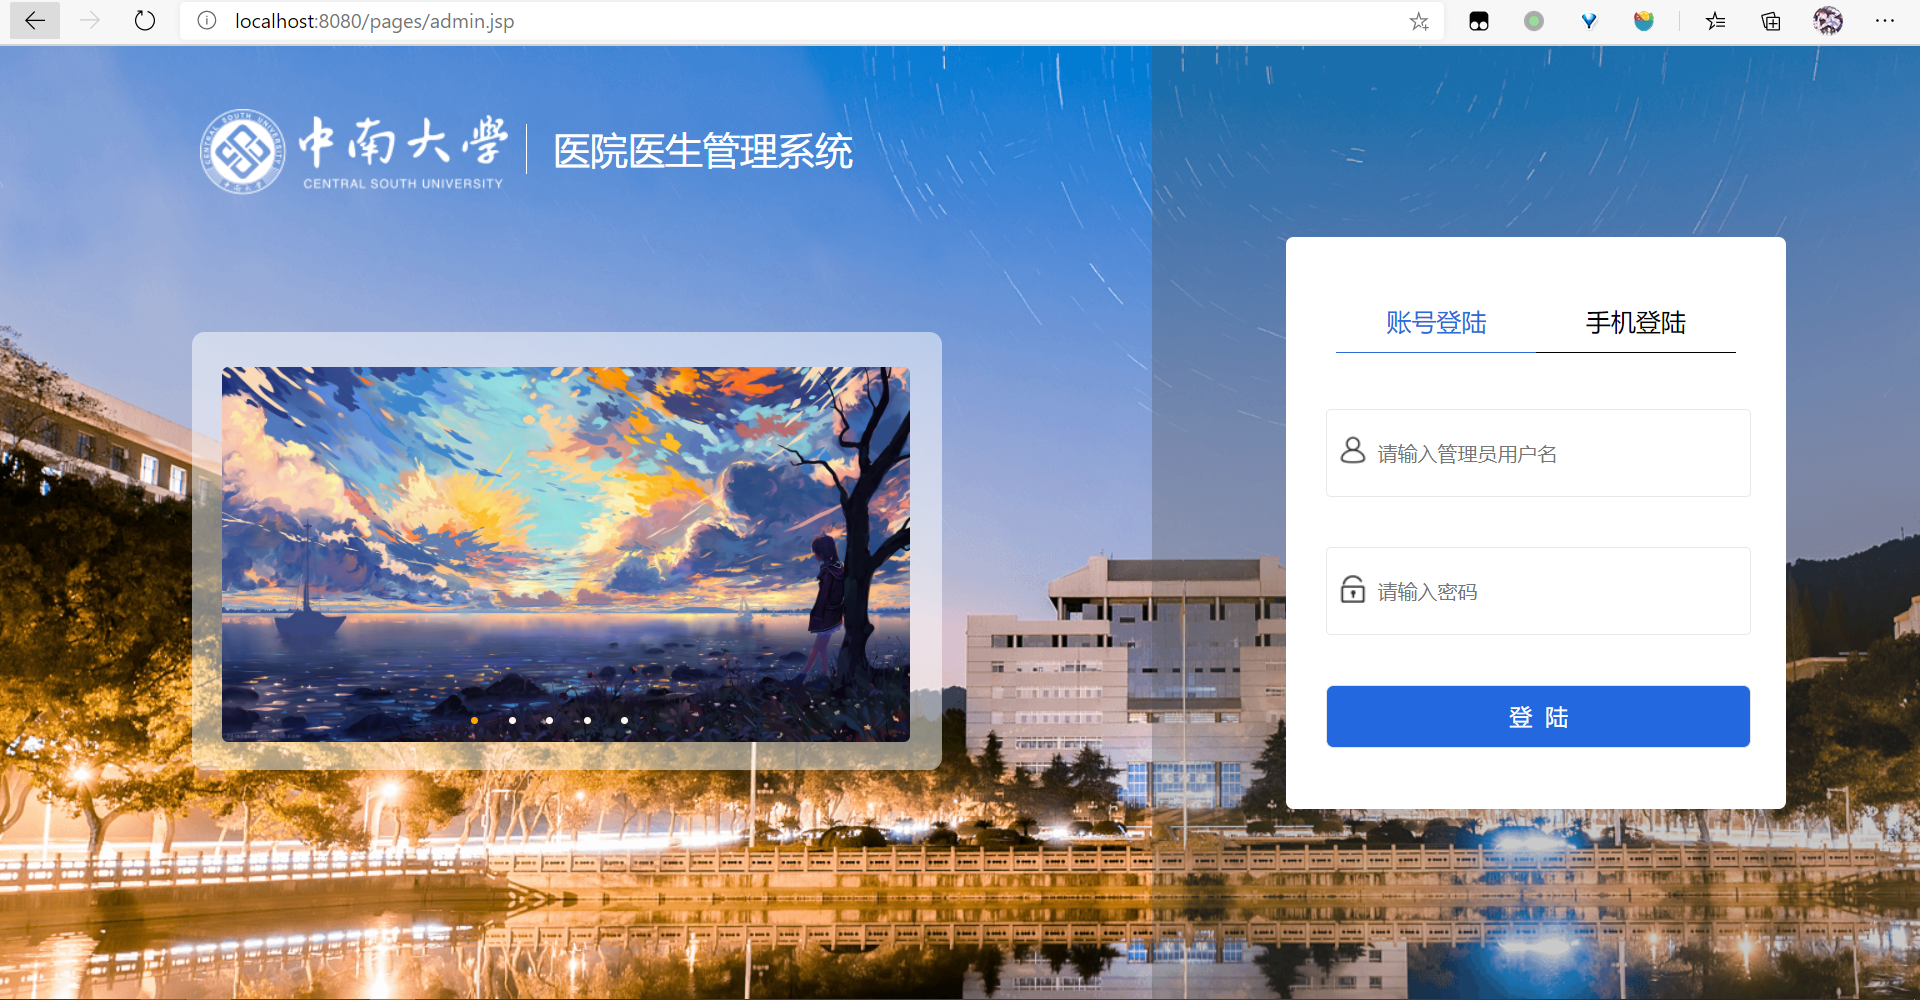 localhost:8080/pages/admin.jsp
中南大學
CENTRAL SOUTH UNIVERSITY
医院医生管理系统
账号登陆
手机登陆
请输入管理员用户名
请输入密码
登 陆